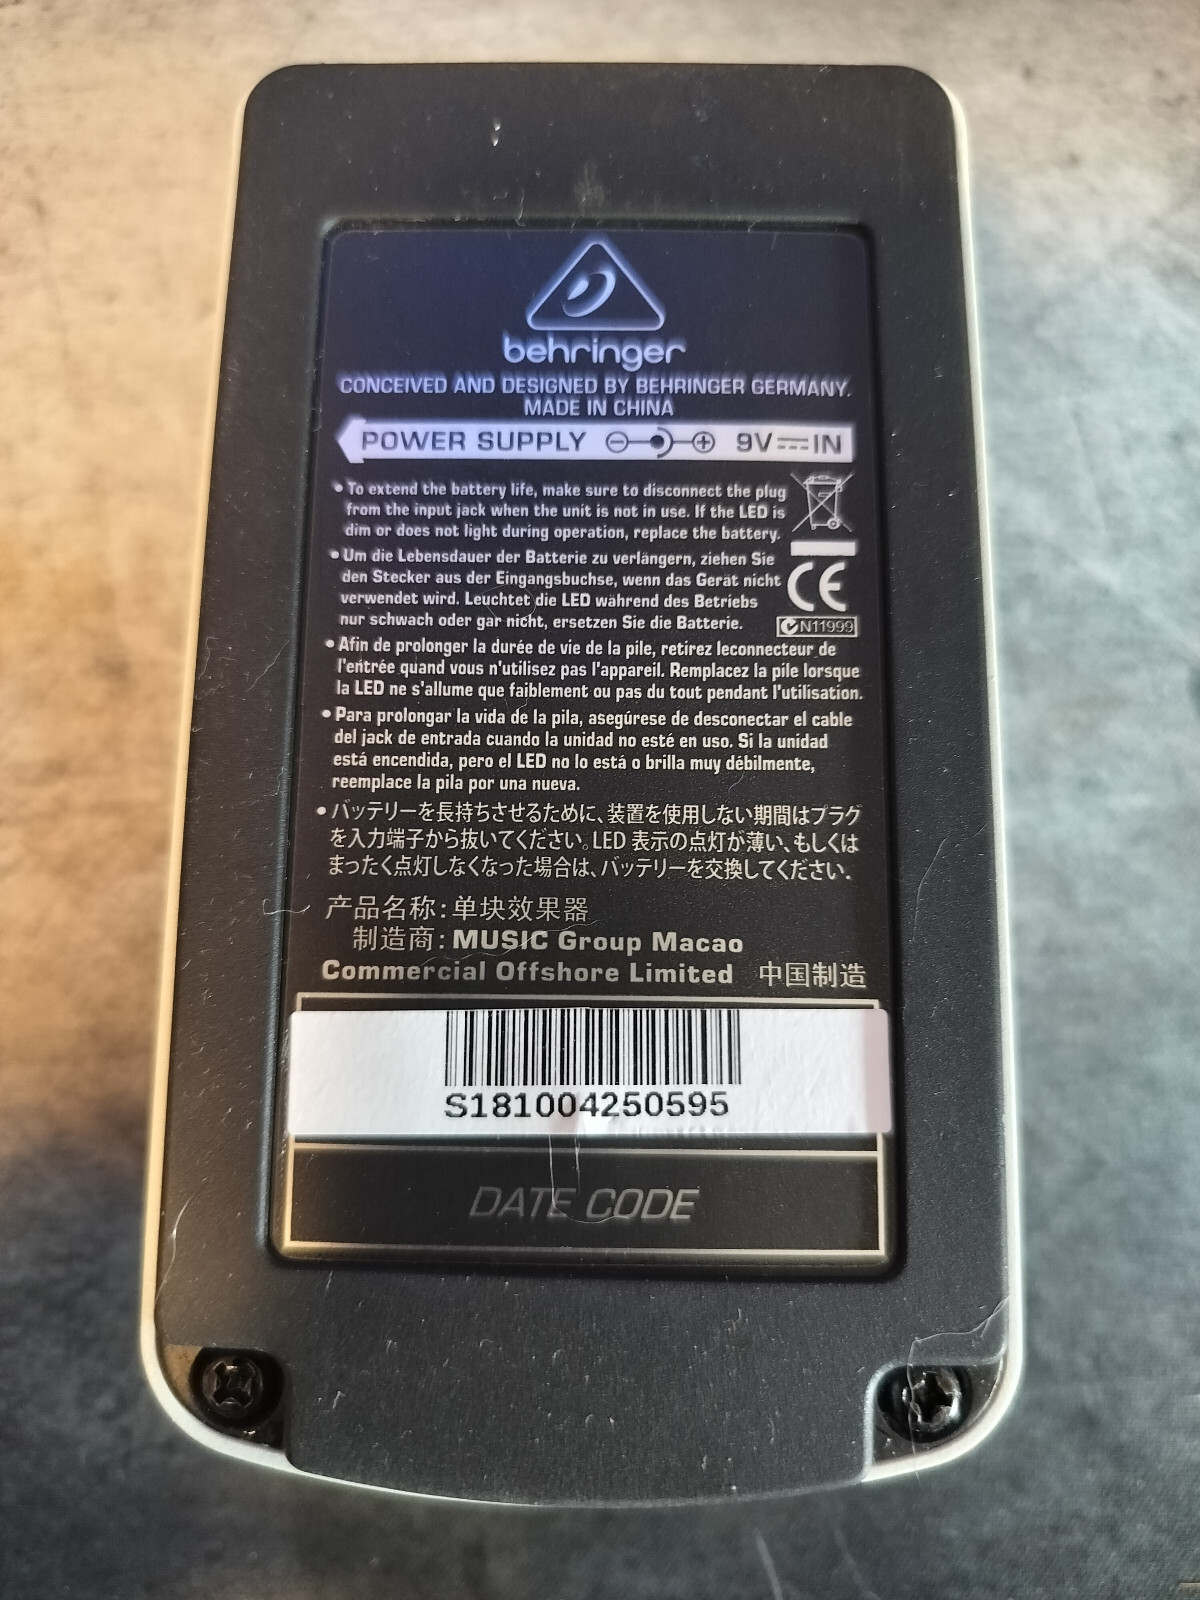 behringer
CONCEIVED AND DESIGNED BY BEHRINGER GERMANY.
MADE IN CHINA
POWER SUPPLY 9V IN
• To extend the battery life, make sure to disconnect the plug
from the input jack when the unit is not in use. If the LED is
dim or does not light during operation, replace the battery.
• Um die Lebensdauer der Batterie zu verlängern, ziehen Sie
den Stecker aus der Eingangsbuchse, wenn das Gerät nicht
verwendet wird. Leuchtet die LED während des Betriebs
nur schwach oder gar nicht, ersetzen Sie die Batterie.
CE
N11999
• Afin de prolonger la durée de vie de la pile, retirez leconnecteur de
l'entrée quand vous n'utilisez pas l'appareil. Remplacez la pile lorsque
la LED ne s'allume que faiblement ou pas du tout pendant l'utilisation.
• Para prolongar la vida de la pila, asegúrese de desconectar el cable
del jack de entrada cuando la unidad no esté en uso. Si la unidad
está encendida, pero el LED no lo está o brilla muy débilmente,
reemplace la pila por una nueva.
• バッテリーを長持ちさせるために、装置を使用しない期間はプラグ
を入力端子から抜いてください。LED 表示の点灯が薄い、もしくは
まったく点灯しなくなった場合は、バッテリーを交換してください.
产品名称: 单块效果器
制造商: MUSIC Group Macao
Commercial Offshore Limited 中国制造
S181004250595
DATE CODE